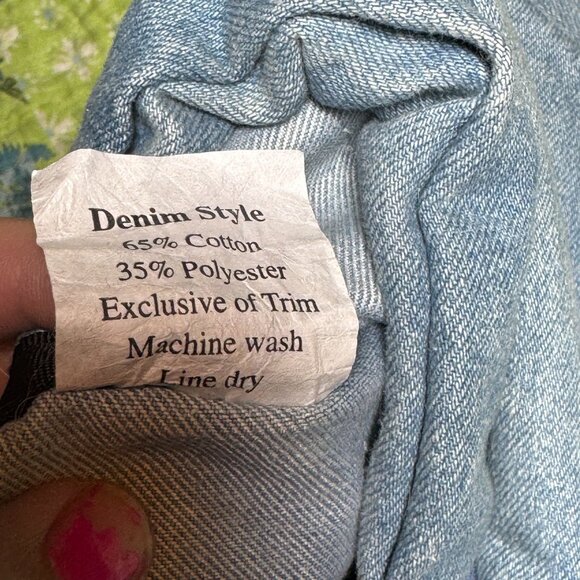 Denim Style
65% Cotton
35% Polyester
Exclusive of Trim
Machine wash
Line dry